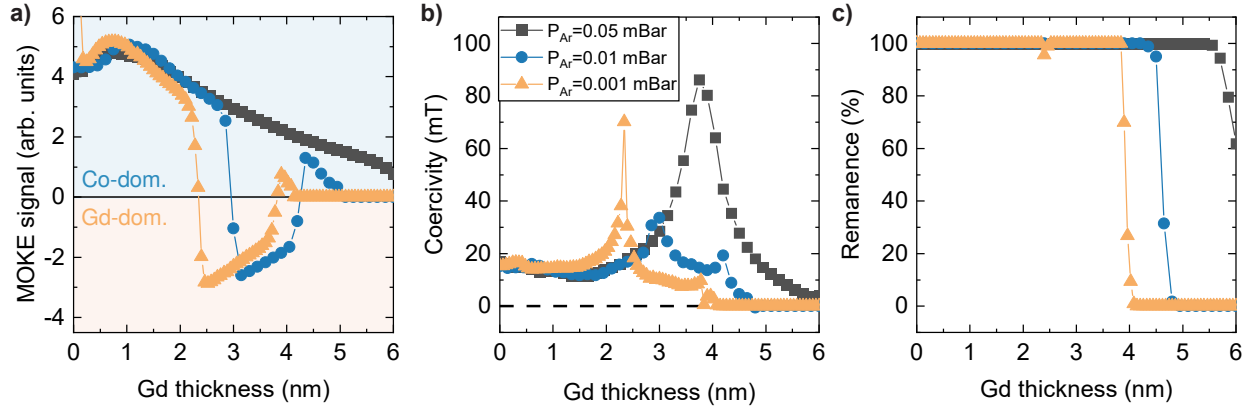 a)
MOKE signal (arb. units)
6
4
2
0
-2
-4
Co-dom.
Gd-dom.
0 1 2 3 4 5 6
Gd thickness (nm)
b)
Coercivity (mT)
100
80
60
40
20
0
P_Ar=0.05 mBar
P_Ar=0.01 mBar
P_Ar=0.001 mBar
0 1 2 3 4 5 6
Gd thickness (nm)
c)
Remanence (%)
100
80
60
40
20
0
0 1 2 3 4 5 6
Gd thickness (nm)